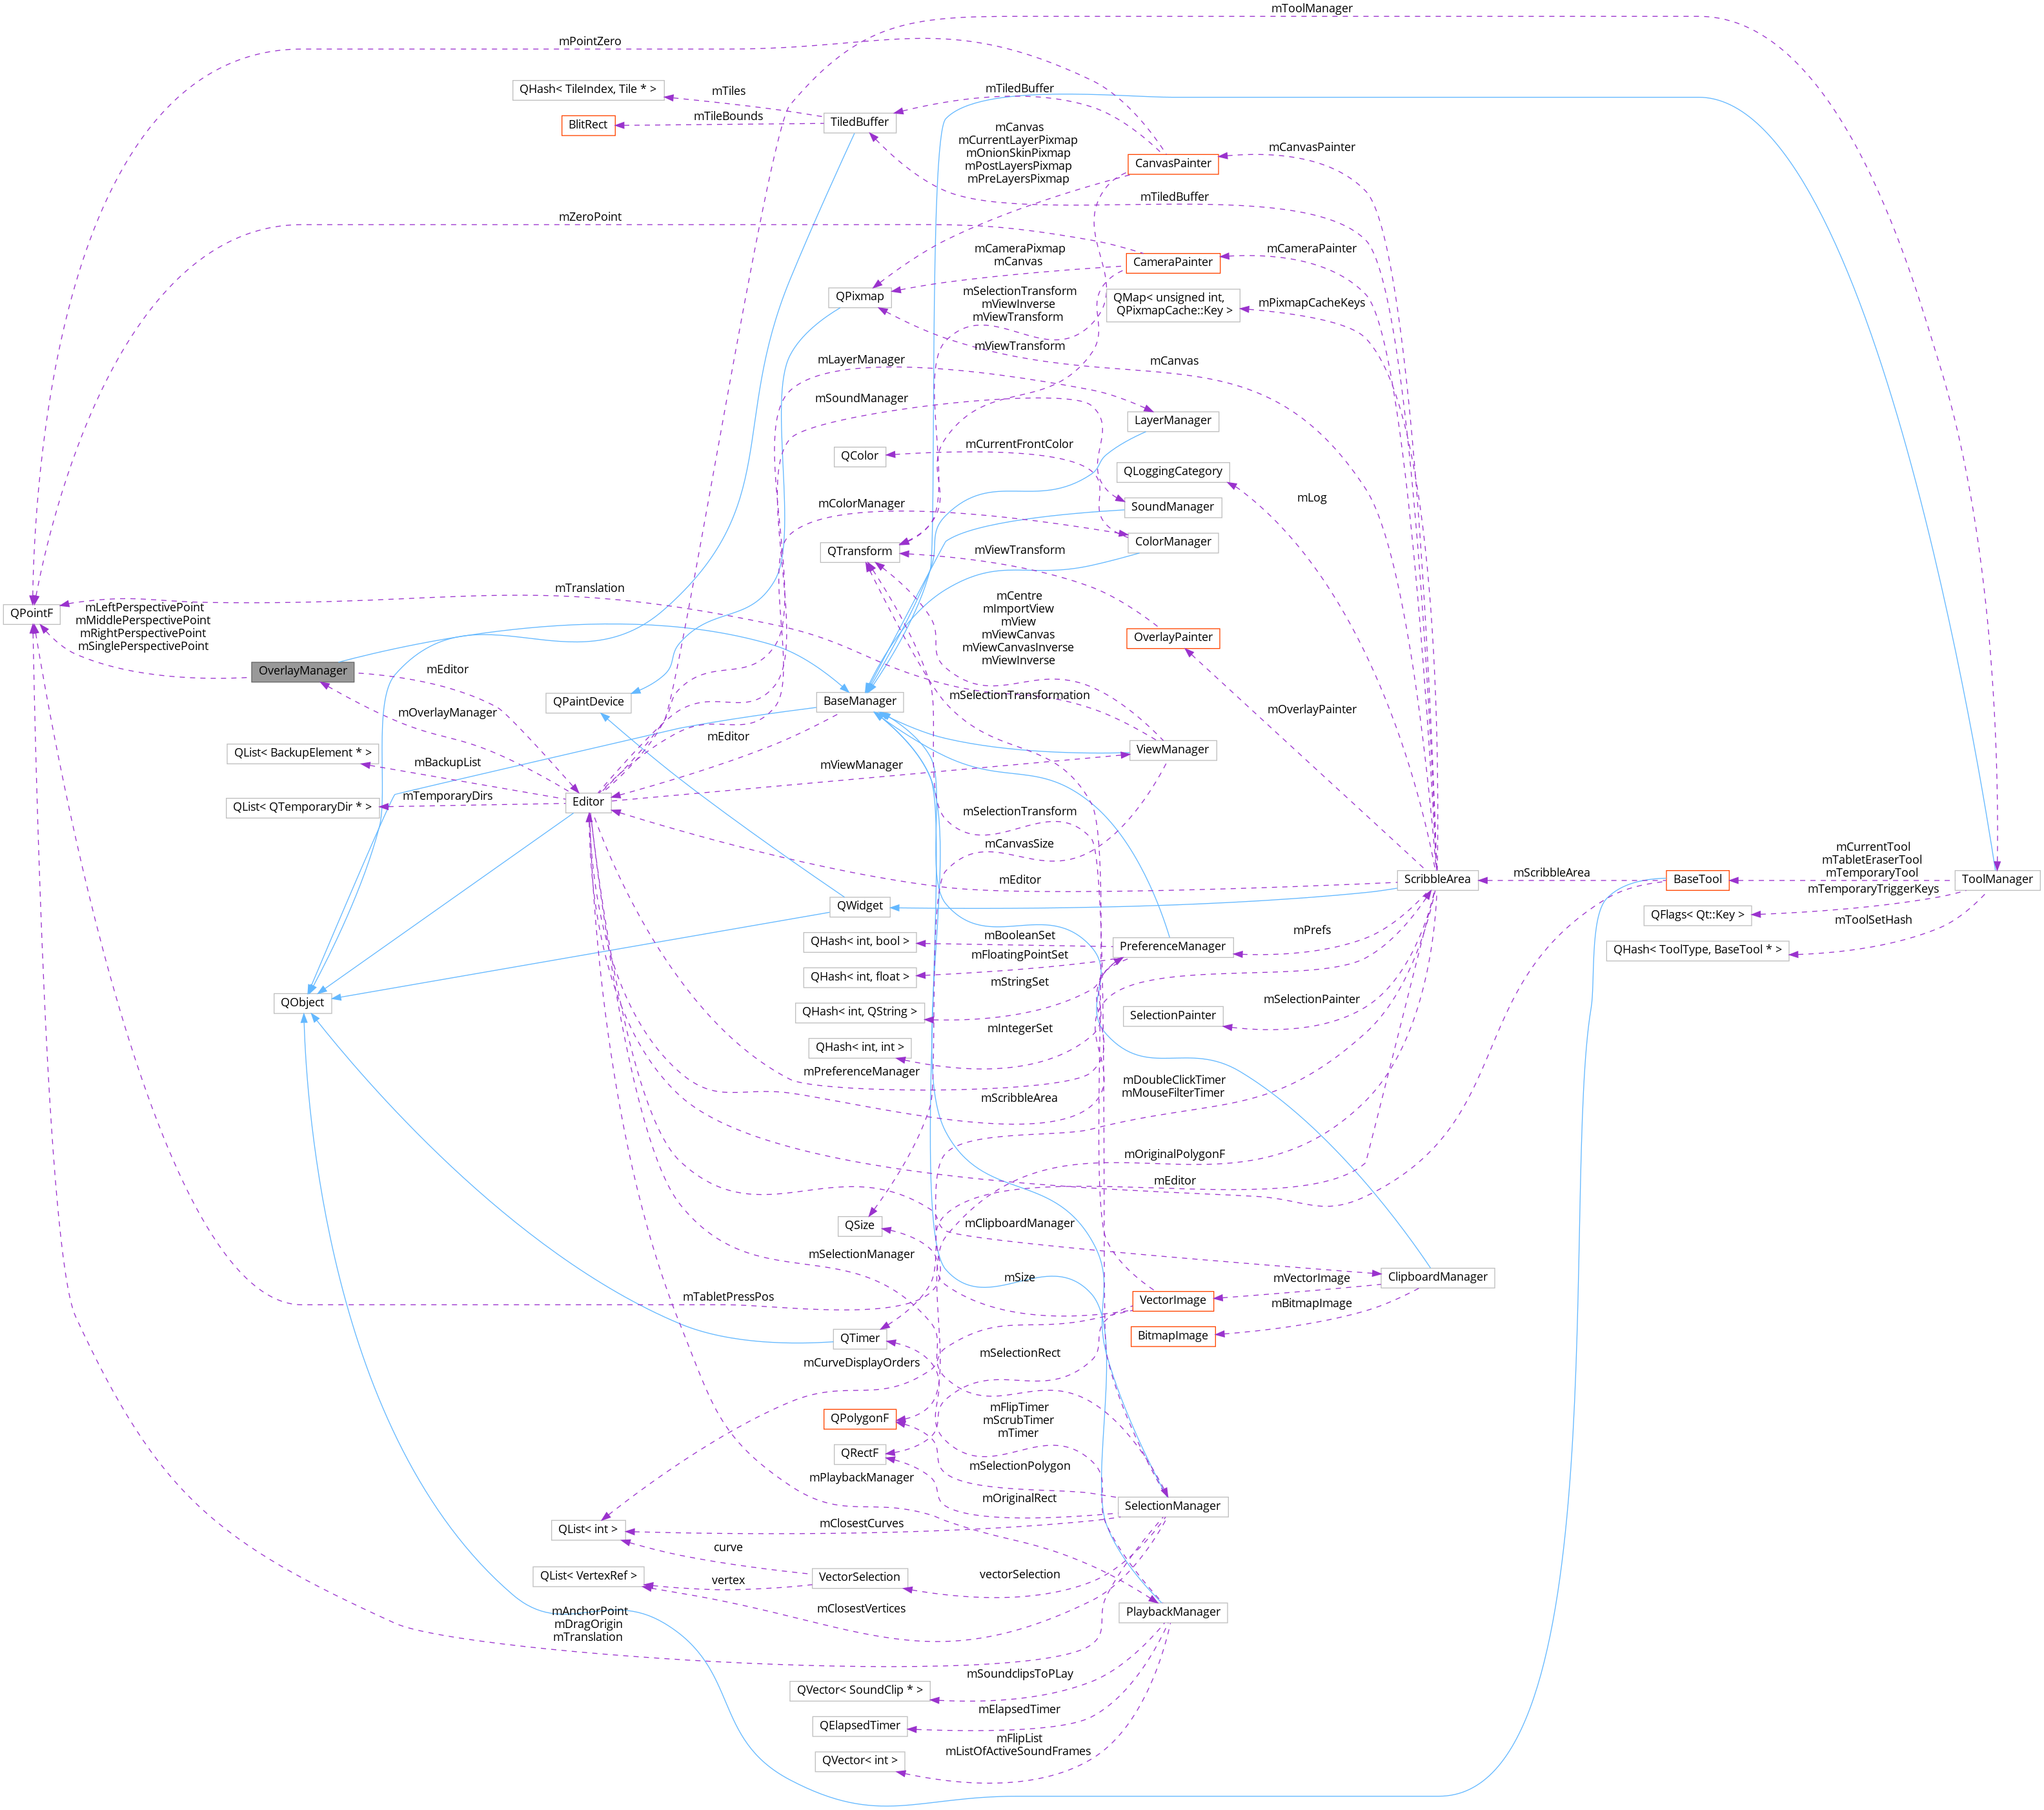 mToolManager
mPointZero
QHash< TileIndex, Tile * >
mTiles
mTiledBuffer
BlitRect
mTileBounds
TiledBuffer
mCanvas
mCurrentLayerPixmap
mOnionSkinPixmap
mPostLayersPixmap
mPreLayersPixmap
CanvasPainter
mCanvasPainter
mTiledBuffer
mZeroPoint
mCameraPixmap
mCanvas
CameraPainter
mCameraPainter
QPixmap
mSelectionTransform
mViewInverse
mViewTransform
QMap< unsigned int,
QPixmapCache::Key >
mPixmapCacheKeys
mViewTransform
mLayerManager
mCanvas
mSoundManager
LayerManager
QColor
mCurrentFrontColor
QLoggingCategory
mLog
mColorManager
SoundManager
QTransform
mViewTransform
ColorManager
mTranslation
QPointF
mLeftPerspectivePoint
mMiddlePerspectivePoint
mRightPerspectivePoint
mSinglePerspectivePoint
mCentre
mImportView
mView
mViewCanvas
mViewCanvasInverse
mViewInverse
OverlayPainter
OverlayManager
mEditor
mOverlayManager
QPaintDevice
BaseManager
mSelectionTransformation
mOverlayPainter
mEditor
QList< BackupElement * >
mBackupList
mViewManager
ViewManager
QList< QTemporaryDir * >
mTemporaryDirs
Editor
mSelectionTransform
mCanvasSize
mEditor
ScribbleArea
mScribbleArea
BaseTool
mCurrentTool
mTabletEraserTool
mTemporaryTool
ToolManager
mTemporaryTriggerKeys
QFlags< Qt::Key >
mToolSetHash
QHash< ToolType, BaseTool * >
QWidget
QHash< int, bool >
mBooleanSet
PreferenceManager
mPrefs
QHash< int, float >
mFloatingPointSet
QObject
QHash< int, QString >
mStringSet
SelectionPainter
mSelectionPainter
QHash< int, int >
mIntegerSet
mPreferenceManager
mScribbleArea
mDoubleClickTimer
mMouseFilterTimer
mOriginalPolygonF
mEditor
QSize
mClipboardManager
mSelectionManager
mSize
ClipboardManager
mVectorImage
VectorImage
mBitmapImage
BitmapImage
mTabletPressPos
QTimer
mCurveDisplayOrders
mSelectionRect
QPolygonF
mFlipTimer
mScrubTimer
mTimer
QRectF
mSelectionPolygon
mPlaybackManager
mOriginalRect
SelectionManager
QList< int >
mClosestCurves
curve
QList< VertexRef >
vertex
VectorSelection
vectorSelection
mClosestVertices
PlaybackManager
mAnchorPoint
mDragOrigin
mTranslation
mSoundclipsToPLay
QVector< SoundClip * >
mElapsedTimer
QElapsedTimer
mFlipList
mListOfActiveSoundFrames
QVector< int >